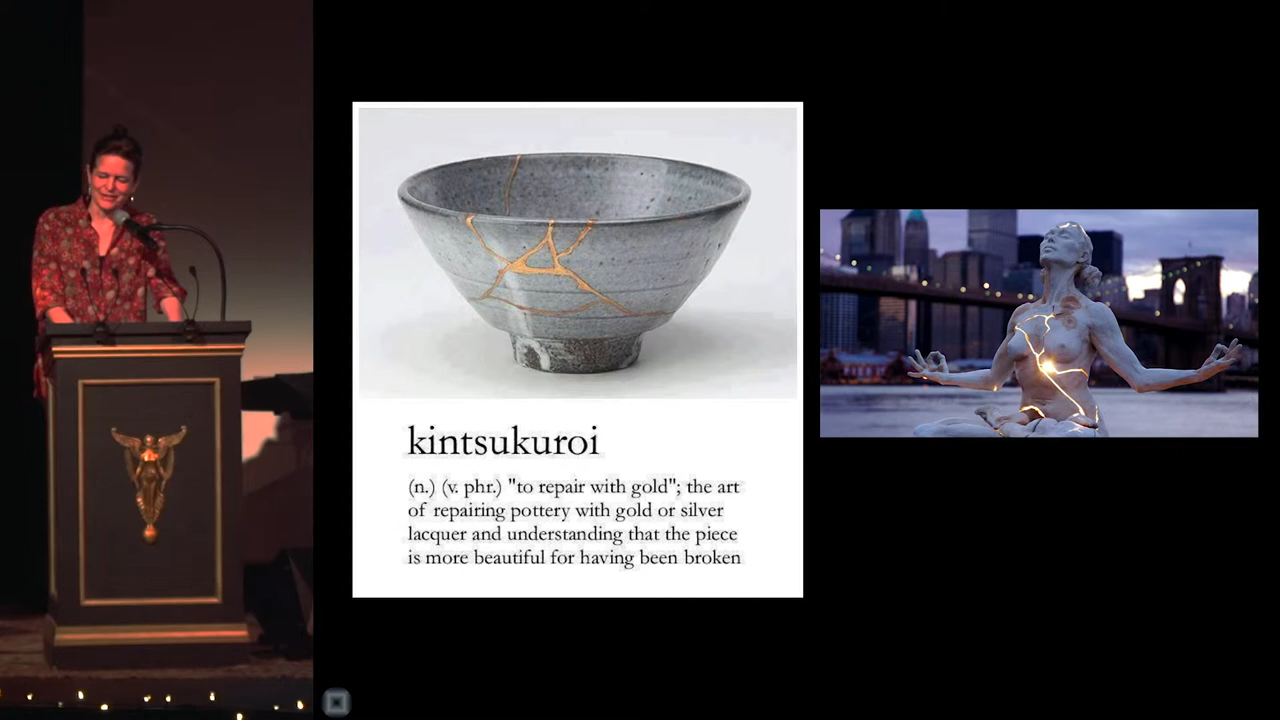 kintsukuroi
(n.) (v. phr.) "to repair with gold"; the art
of repairing pottery with gold or silver
lacquer and understanding that the piece
is more beautiful for having been broken